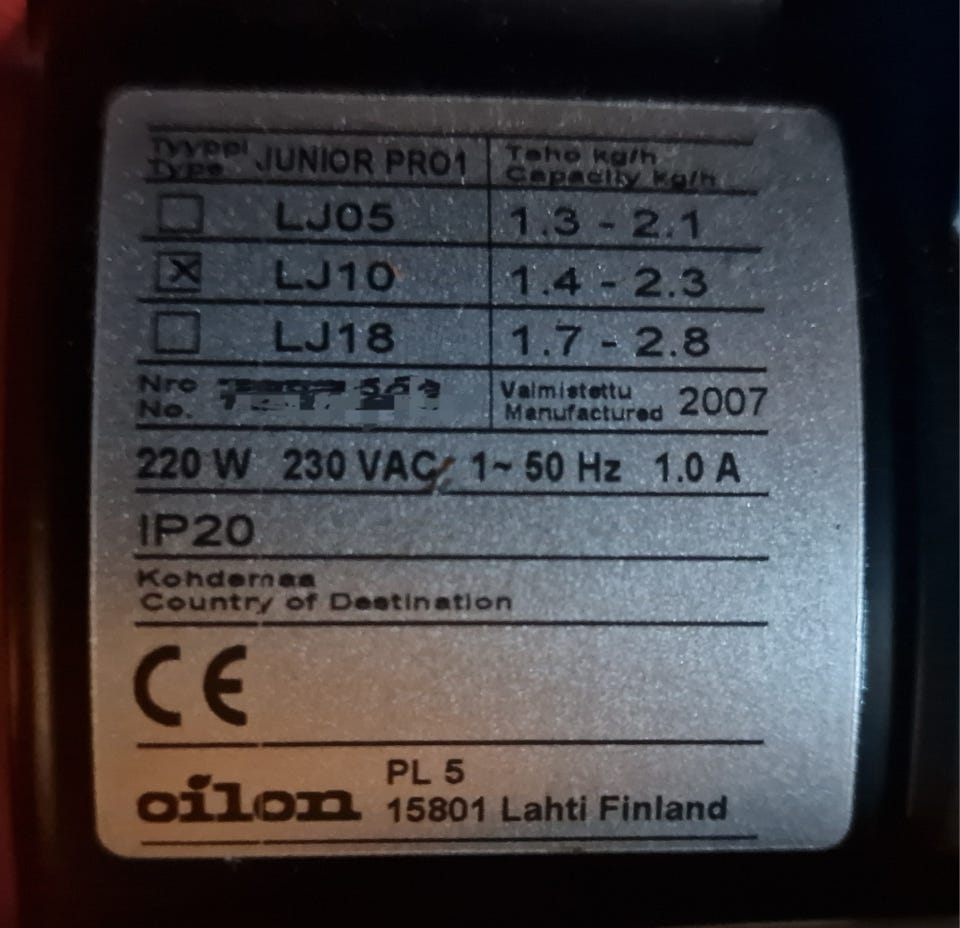 Tyyppi JUNIOR PRO1 Teho kg/h
Type Capacity kg/h
LJ05 1.3 - 2.1
X LJ10 1.4 - 2.3
LJ18 1.7 - 2.8
Nro Valmistettu 2007
No. Manufactured
220 W 230 VAC, 1~ 50 Hz 1.0 A
IP20
Kohdemaa
Country of Destination
CE
oilon PL 5
15801 Lahti Finland